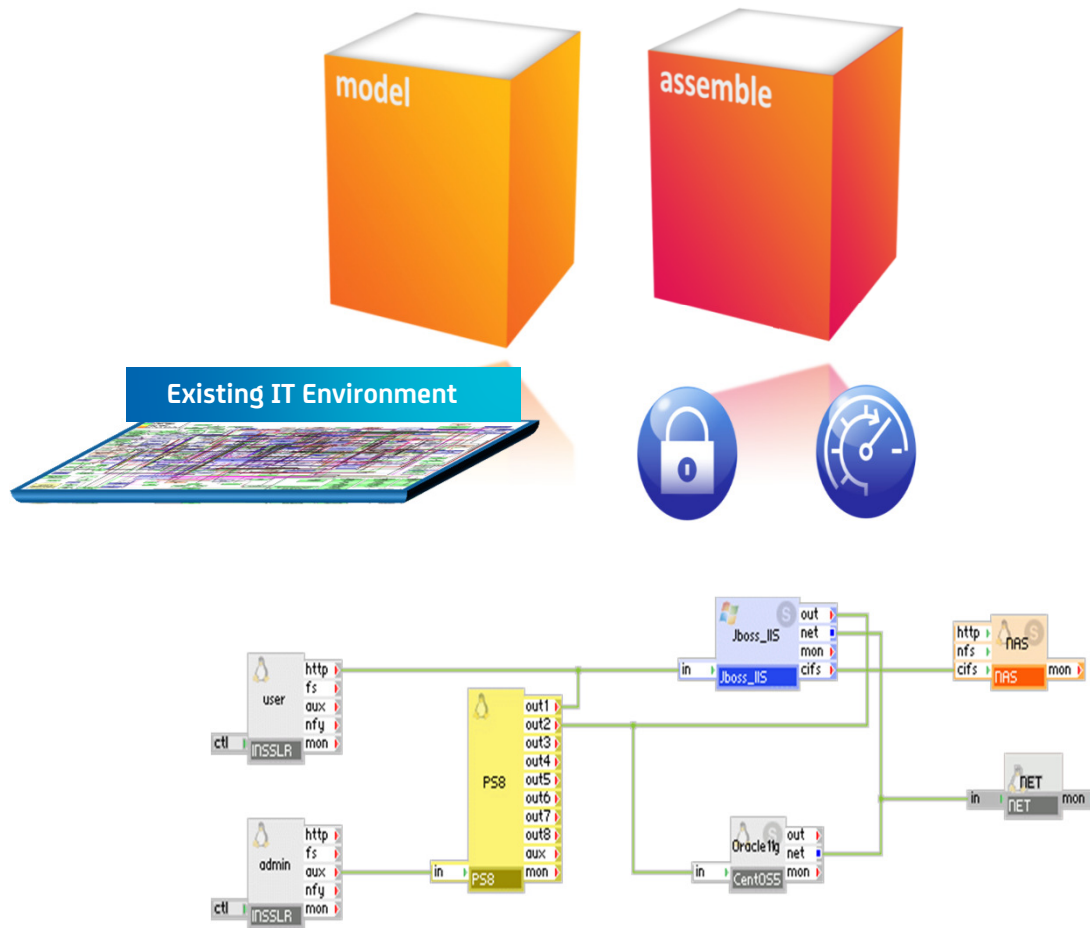 model
assemble
Existing IT Environment
user
http
fs
aux
nfy
mon
ctl
INSSLR
admin
http
fs
aux
nfy
mon
ctl
INSSLR
PS8
out1
out2
out3
out4
out5
out6
out7
out8
aux
mon
in
PS8
S
Jboss_IIS
out
net
mon
cifs
in
Jboss_IIS
S
Oracle11g
out
net
mon
in
CentOS5
S
NAS
http
nfs
cifs
NAS
mon
NET
in
NET
mon